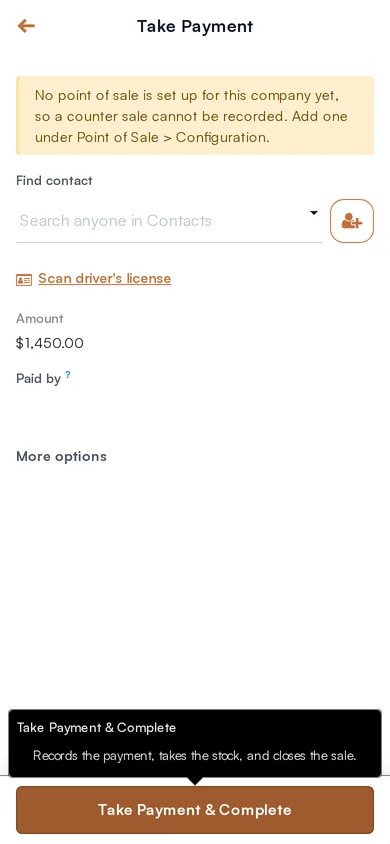 Take Payment
No point of sale is set up for this company yet,
so a counter sale cannot be recorded. Add one
under Point of Sale > Configuration.
Find contact
Search anyone in Contacts
Scan driver's license
Amount
$1,450.00
Paid by ?
More options
Take Payment & Complete
Records the payment, takes the stock, and closes the sale.
Take Payment & Complete